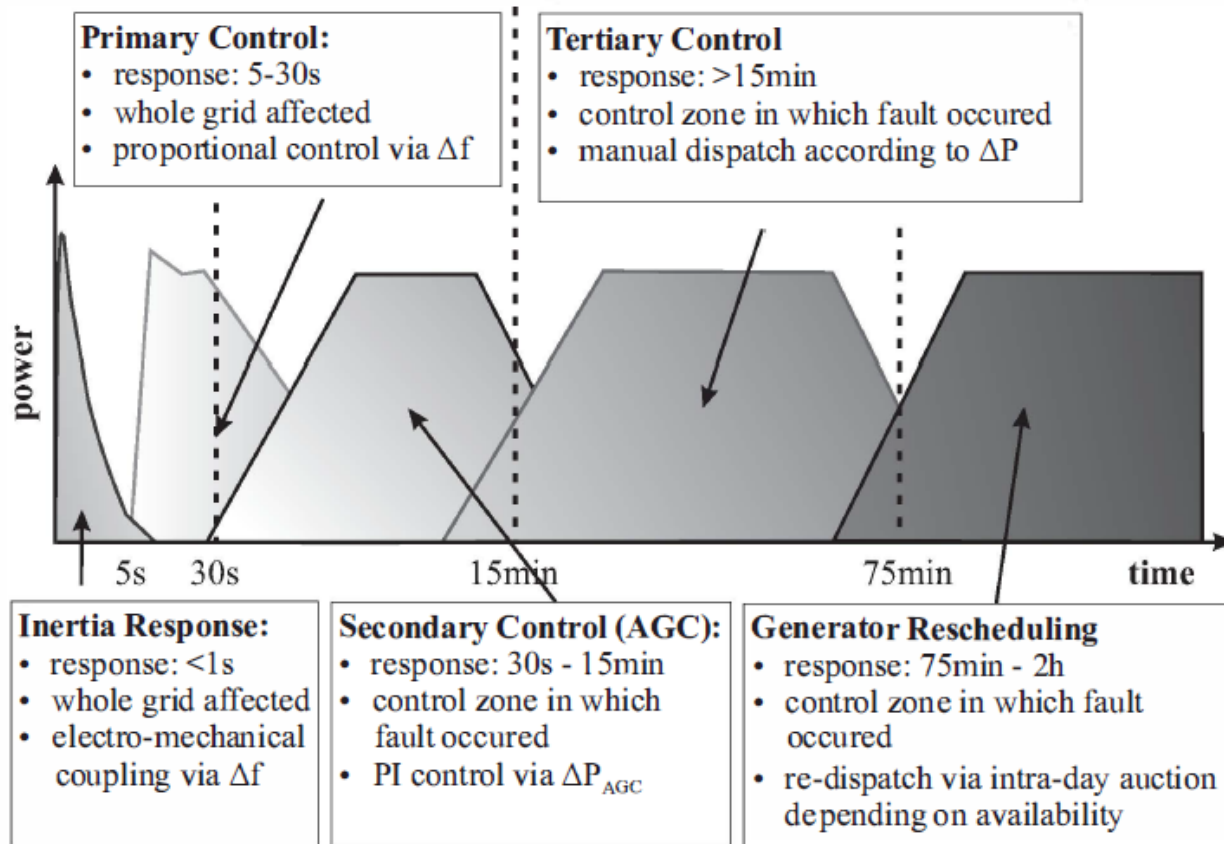 Primary Control:
• response: 5-30s
• whole grid affected
• proportional control via Δf
Tertiary Control
• response: >15min
• control zone in which fault occured
• manual dispatch according to ΔP
power
5s
30s
15min
75min
time
Inertia Response:
• response: <1s
• whole grid affected
• electro-mechanical
coupling via Δf
Secondary Control (AGC):
• response: 30s - 15min
• control zone in which
fault occured
• PI control via ΔP_AGC
Generator Rescheduling
• response: 75min - 2h
• control zone in which fault
occured
• re-dispatch via intra-day auction
depending on availability